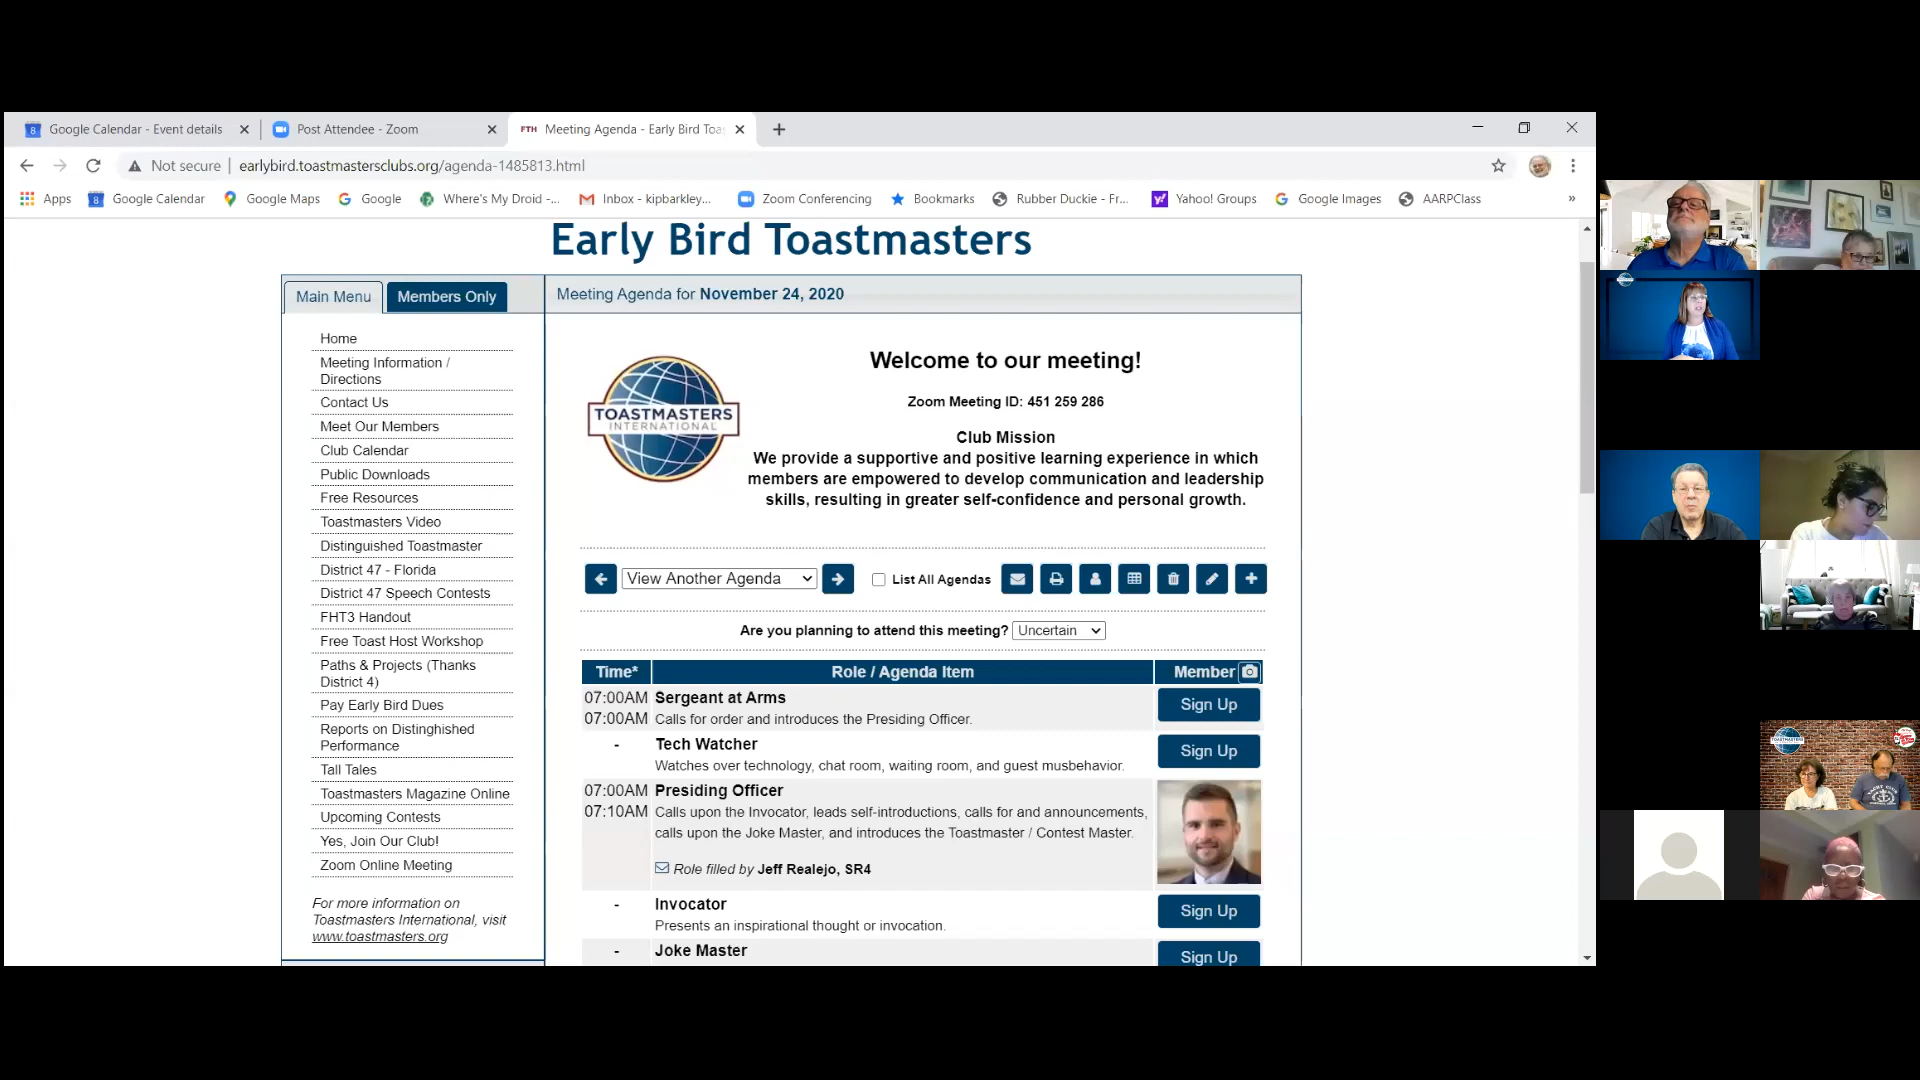 Google Calendar - Event details
Post Attendee - Zoom
FTH Meeting Agenda - Early Bird Toa
Not secure | earlybird.toastmastersclubs.org/agenda-1485813.html
Apps
Google Calendar
Google Maps
Google
Where's My Droid -...
Inbox - kipbarkley...
Zoom Conferencing
Bookmarks
Rubber Duckie - Fr...
Yahoo! Groups
Google Images
AARPClass
»
Early Bird Toastmasters
Main Menu
Members Only
Meeting Agenda for November 24, 2020
Home
Meeting Information /
Directions
Contact Us
Meet Our Members
Club Calendar
Public Downloads
Free Resources
Toastmasters Video
Distinguished Toastmaster
District 47 - Florida
District 47 Speech Contests
FHT3 Handout
Free Toast Host Workshop
Paths & Projects (Thanks
District 4)
Pay Early Bird Dues
Reports on Distinghished
Performance
Tall Tales
Toastmasters Magazine Online
Upcoming Contests
Yes, Join Our Club!
Zoom Online Meeting
For more information on
Toastmasters International, visit
www.toastmasters.org
TOASTMASTERS
INTERNATIONAL
Welcome to our meeting!
Zoom Meeting ID: 451 259 286
Club Mission
We provide a supportive and positive learning experience in which
members are empowered to develop communication and leadership
skills, resulting in greater self-confidence and personal growth.
View Another Agenda
List All Agendas
Are you planning to attend this meeting? Uncertain
Time* Role / Agenda Item Member
07:00AM Sergeant at Arms Sign Up
07:00AM Calls for order and introduces the Presiding Officer.
- Tech Watcher Sign Up
Watches over technology, chat room, waiting room, and guest musbehavior.
07:00AM Presiding Officer
07:10AM Calls upon the Invocator, leads self-introductions, calls for and announcements,
calls upon the Joke Master, and introduces the Toastmaster / Contest Master.
Role filled by Jeff Realejo, SR4
- Invocator Sign Up
Presents an inspirational thought or invocation.
- Joke Master Sign Up
TOASTMASTERS
YACHT CLUB